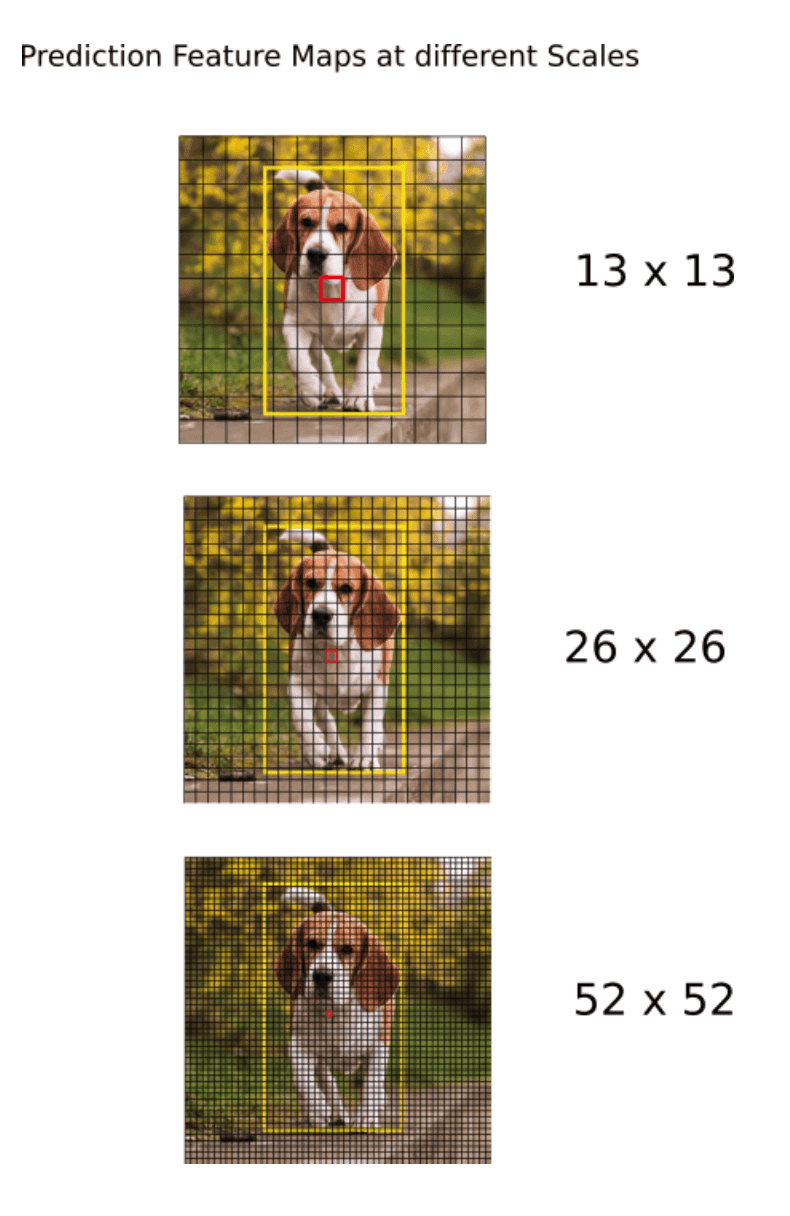 Prediction Feature Maps at different Scales
13 x 13
26 x 26
52 x 52